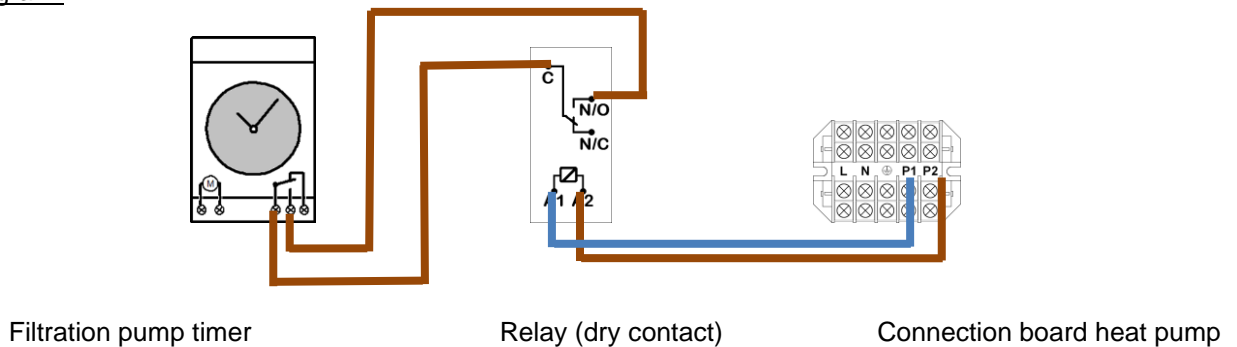 M
C
N/O
N/C
A1 A2
L N P1 P2
Filtration pump timer
Relay (dry contact)
Connection board heat pump